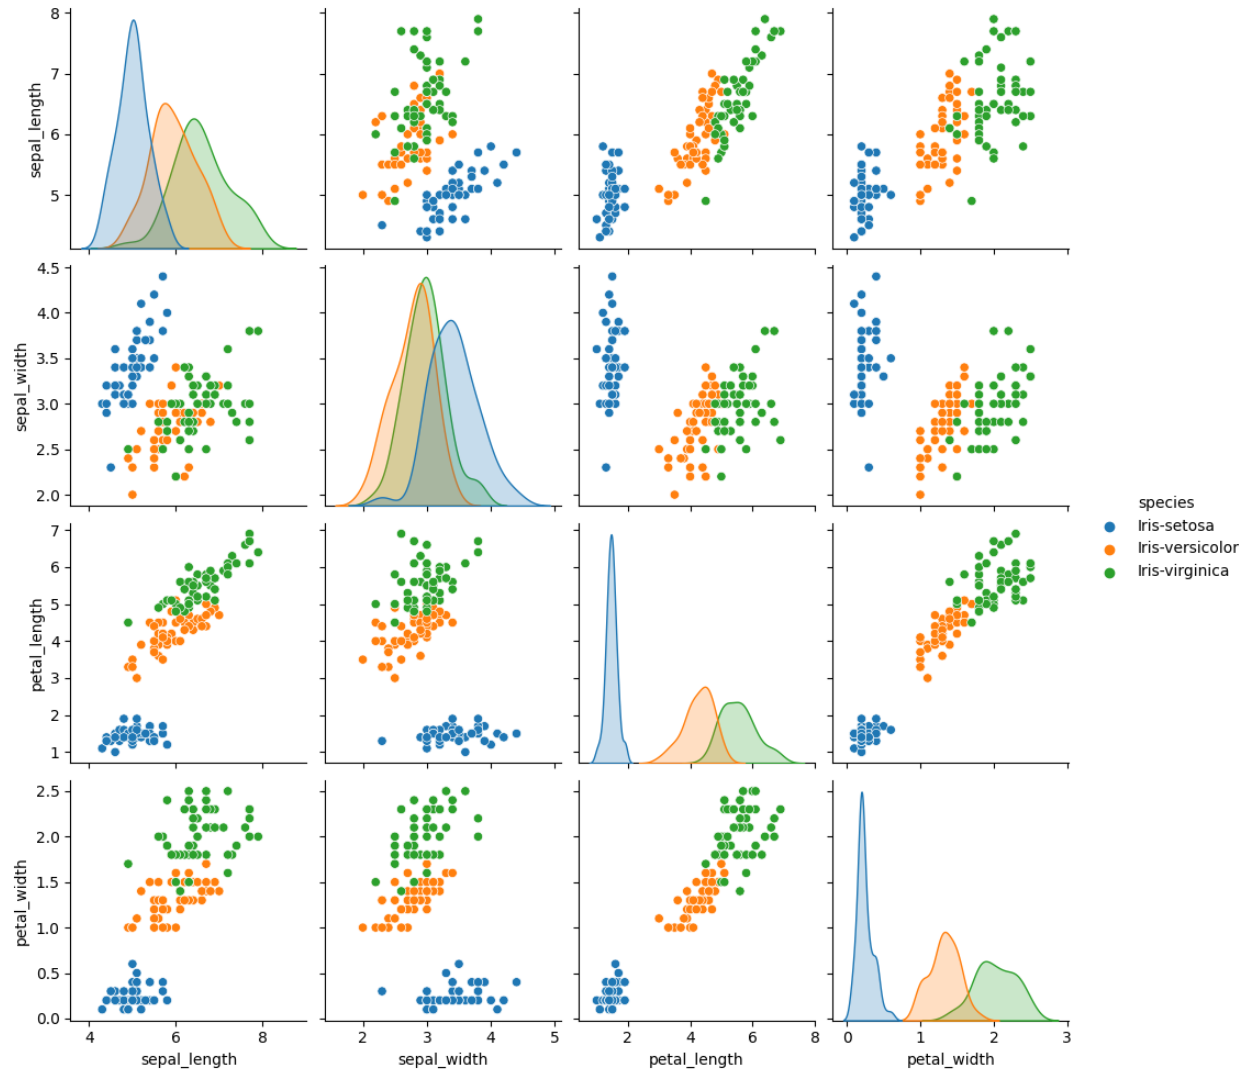 8
7
6
5
sepal_length
4.5
4.0
3.5
3.0
2.5
2.0
sepal_width
7
6
5
4
3
2
1
petal_length
2.5
2.0
1.5
1.0
0.5
0.0
petal_width
4 6 8
sepal_length
2 3 4 5
sepal_width
2 4 6 8
petal_length
0 1 2 3
petal_width
species
Iris-setosa
Iris-versicolor
Iris-virginica